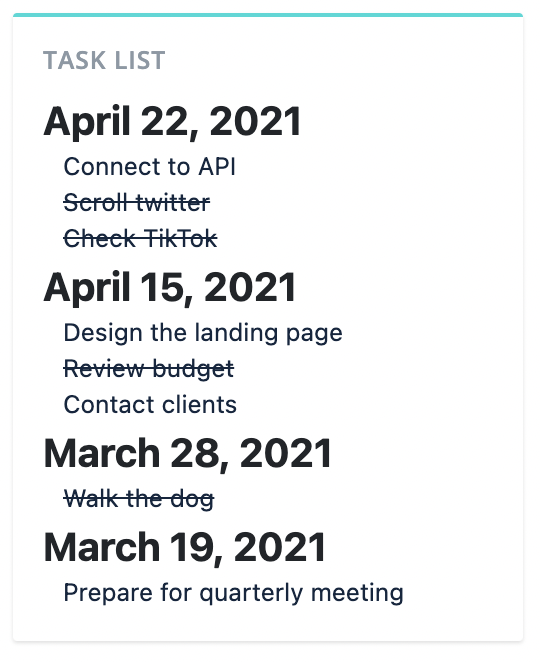 TASK LIST
April 22, 2021
Connect to API
Scroll twitter
Check TikTok
April 15, 2021
Design the landing page
Review budget
Contact clients
March 28, 2021
Walk the dog
March 19, 2021
Prepare for quarterly meeting